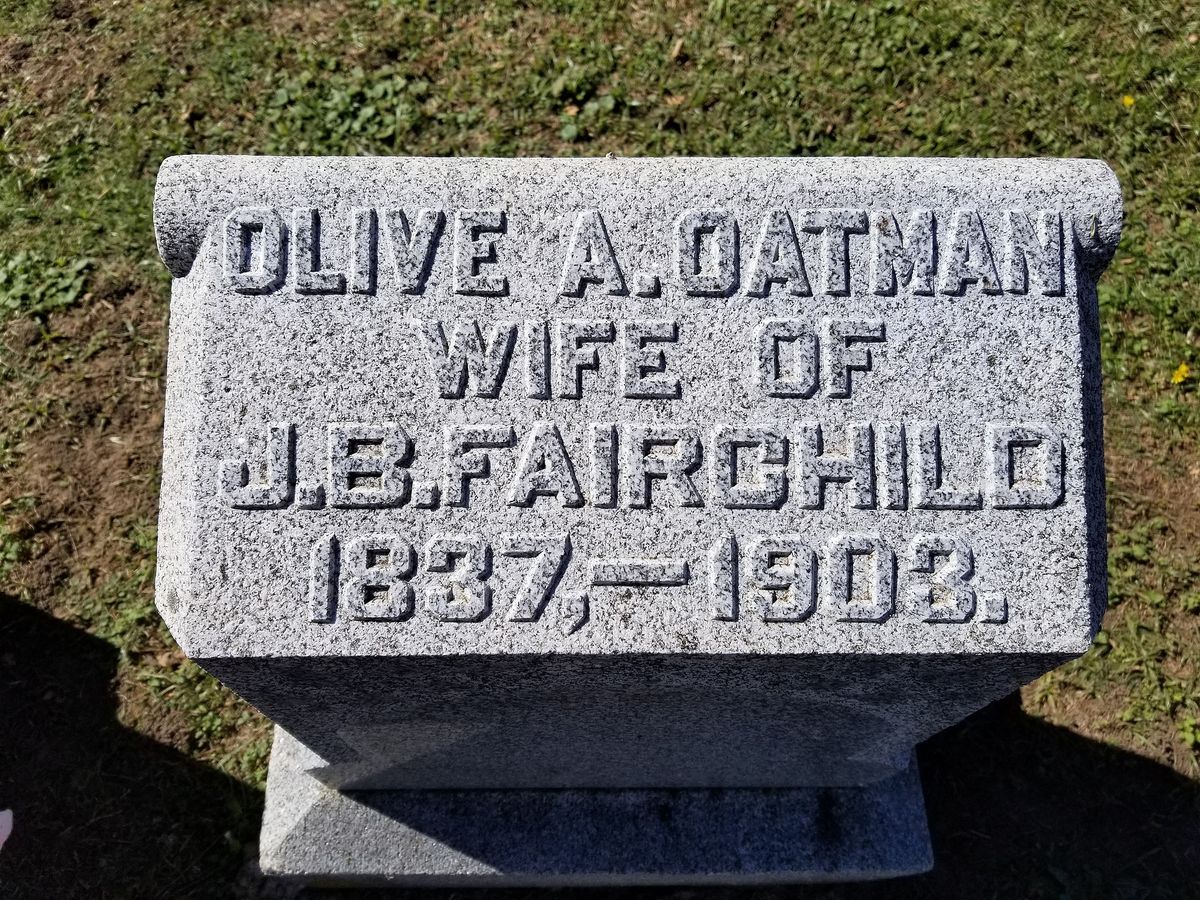 OLIVE A. OATMAN
WIFE OF
J.B. FAIRCHILD
1837,—1903.